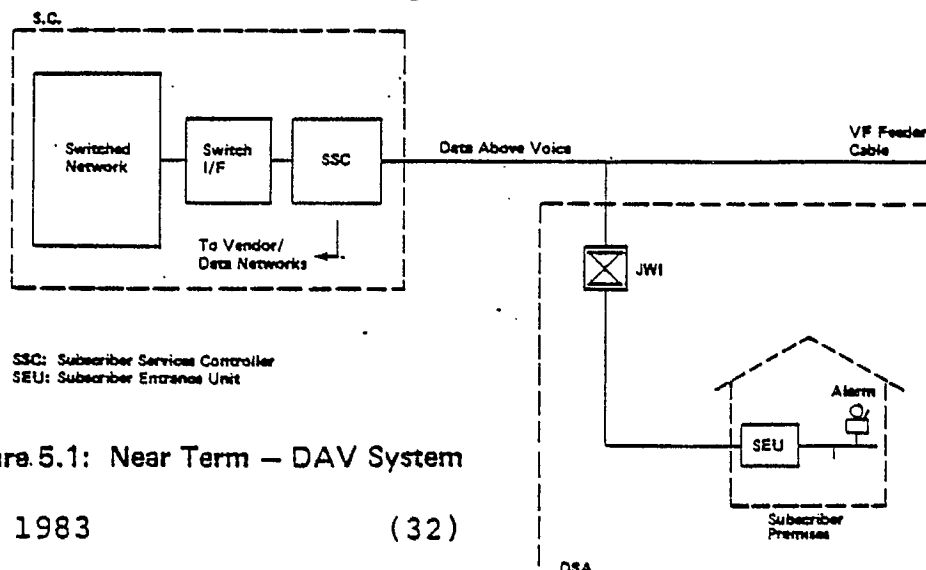 S.C.
Switched
Network
Switch
I/F
SSC
Data Above Voice
VF Feeder
Cable
To Vendor/
Data Networks
JWI
SSC: Subscriber Services Controller
SEU: Subscriber Entrance Unit
Alarm
SEU
Subscriber
Premises
ure 5.1: Near Term — DAV System
1983 (32)
DSA